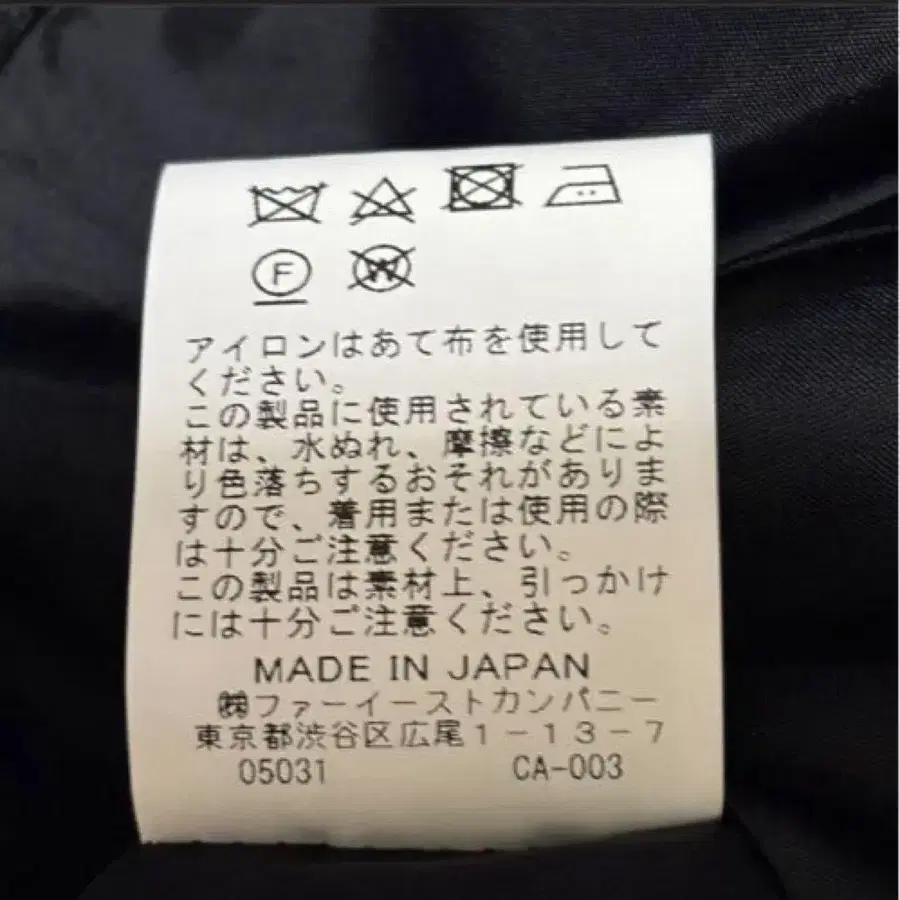 F W
アイロンはあて布を使用して
ください。
この製品に使用されている素
材は、水ぬれ、摩擦などによ
り色落ちするおそれがありま
すので、着用または使用の際
は十分ご注意ください。
この製品は素材上、引っかけ
には十分ご注意ください。
MADE IN JAPAN
㈱ファーイーストカンパニー
東京都渋谷区広尾1-13-7
05031 CA-003